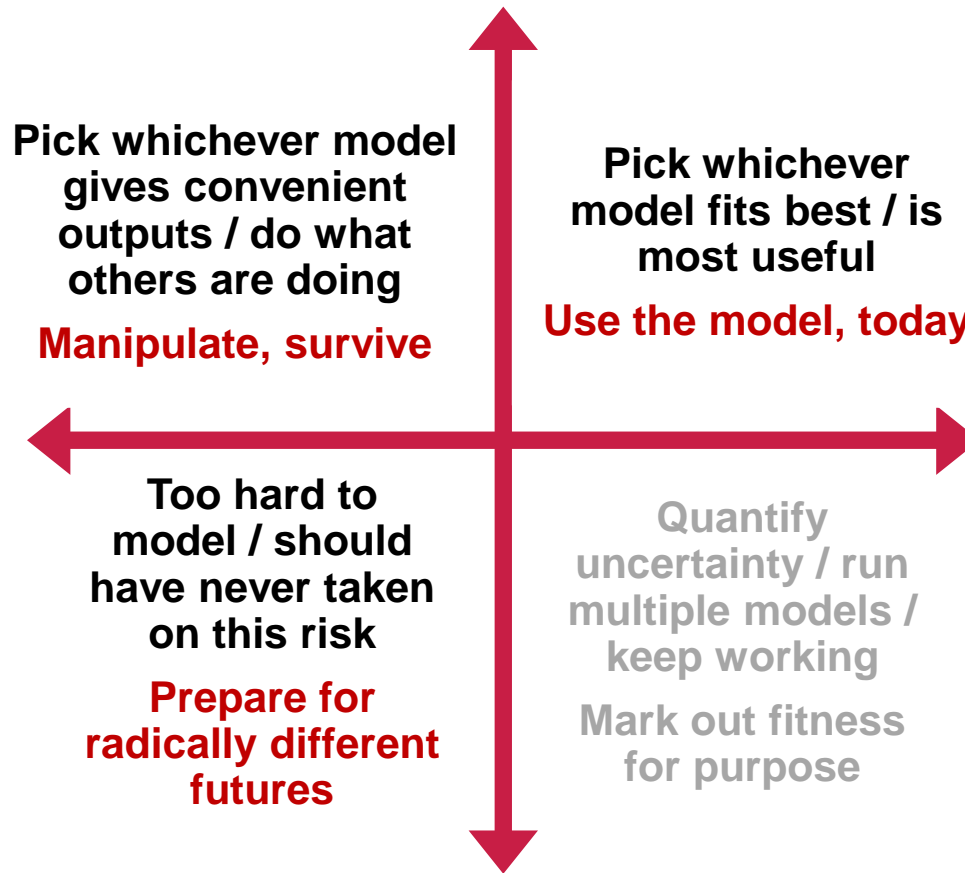 Pick whichever model
gives convenient
outputs / do what
others are doing
Manipulate, survive
Pick whichever
model fits best / is
most useful
Use the model, today
Too hard to
model / should
have never taken
on this risk
Prepare for
radically different
futures
Quantify
uncertainty / run
multiple models /
keep working
Mark out fitness
for purpose